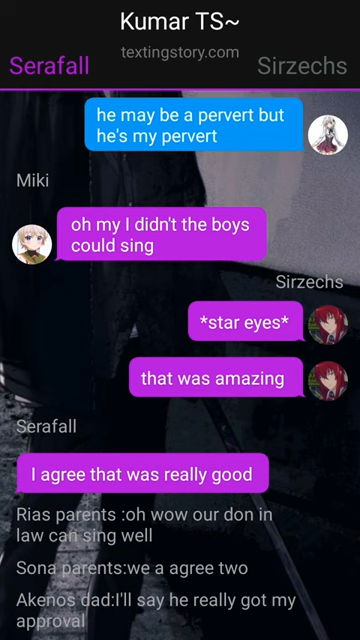 Kumar TS~
textingstory.com
Serafall
Sirzechs
he may be a pervert but
he's my pervert
Miki
oh my I didn't the boys
could sing
Sirzechs
*star eyes*
that was amazing
Serafall
I agree that was really good
Rias parents :oh wow our don in
law can sing well
Sona parents:we a agree two
Akenos dad:I'll say he really got my
approval